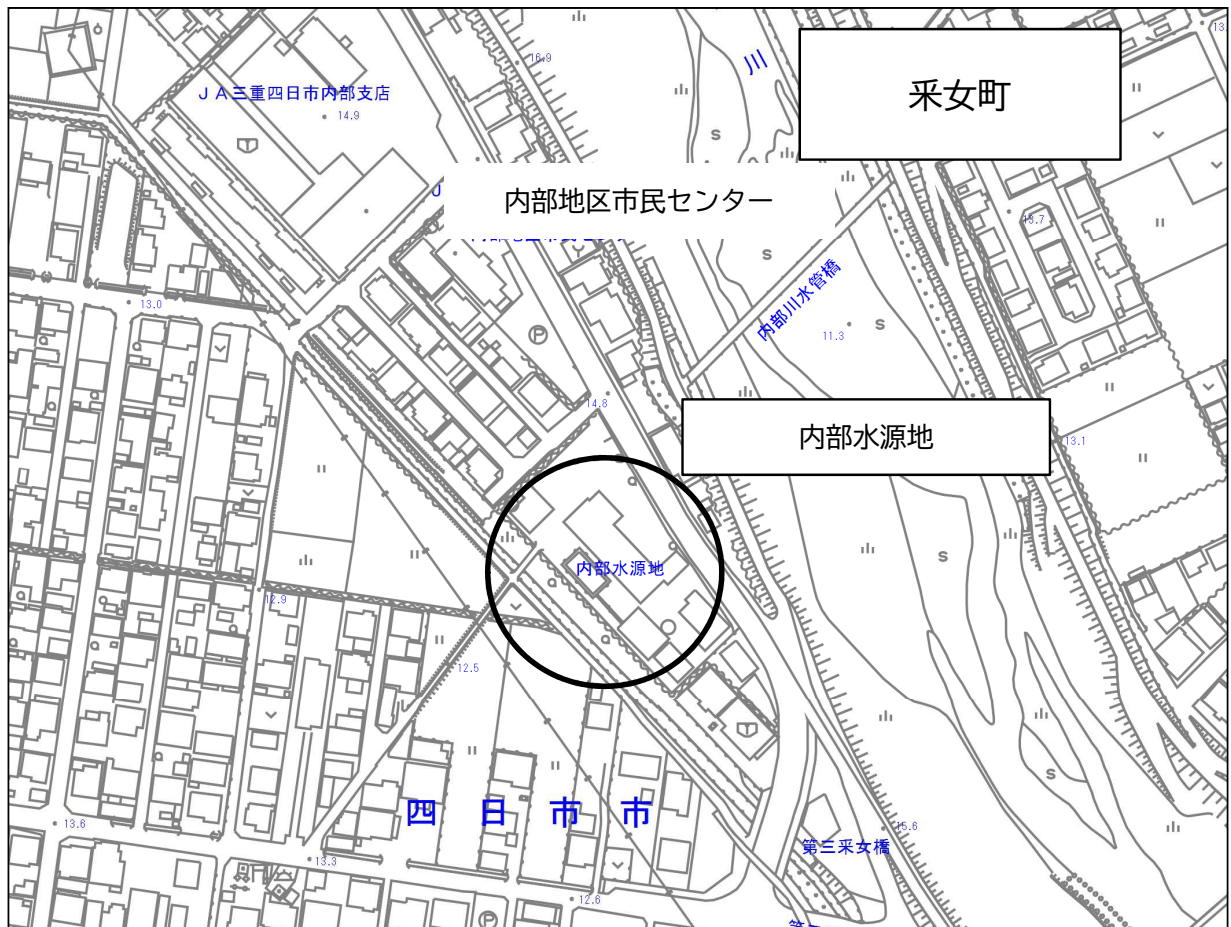 川
16.9
采女町
JA三重四日市内部支店
14.9
内部地区市民センター
13.7
S
S
内部川水管橋
13.0
P
11.3
S
14.8
内部水源地
13.1
S
内部水源地
12.9
12.5
S
四日市市
13.6
第三采女橋
15.6
13.3
12.6
P